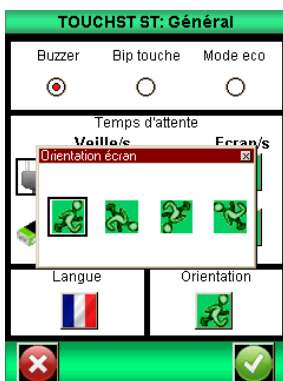 TOUCHST ST: Général
Buzzer Bip touche Mode eco
Temps d'attente
Veille/s Ecran/s
Orientation écran
Langue Orientation